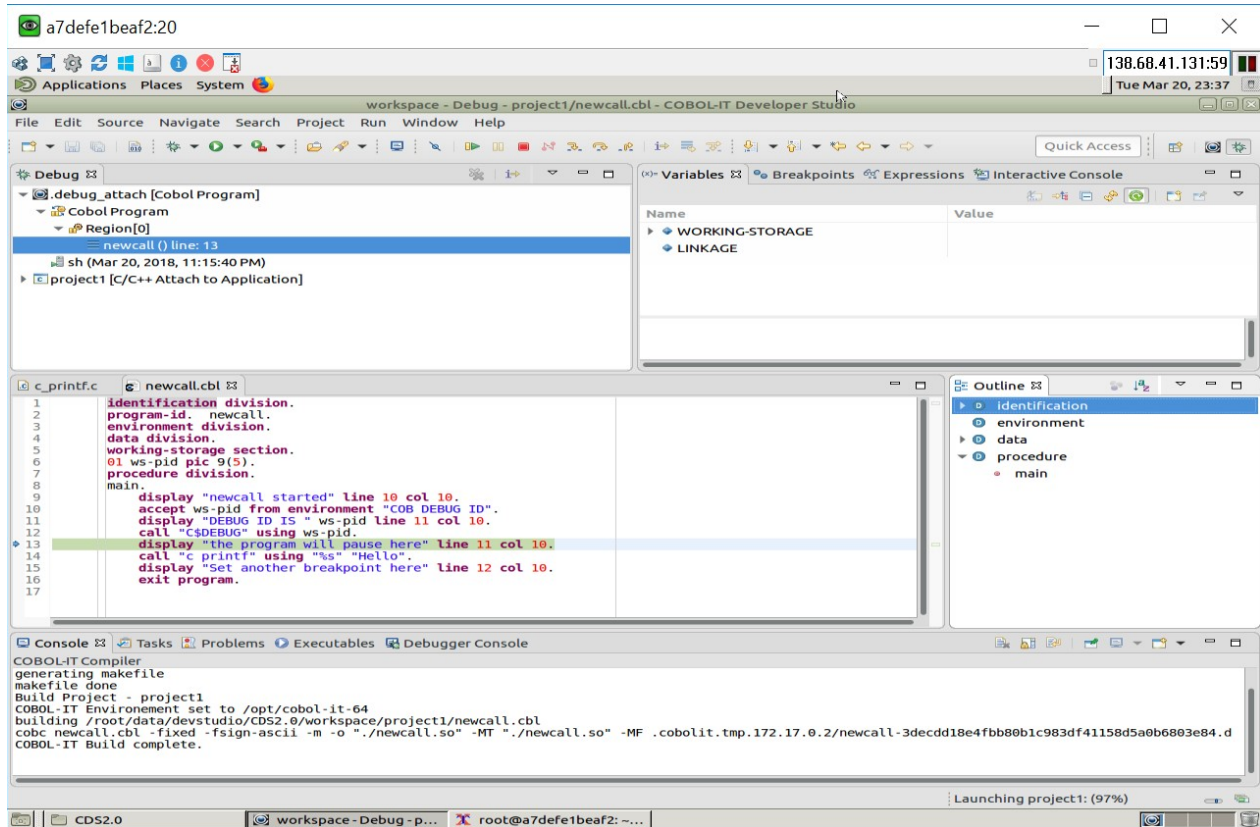 a7defe1beaf2:20
138.68.41.131:59
Applications Places System
Tue Mar 20, 23:37
workspace - Debug - project1/newcall.cbl - COBOL-IT Developer Studio
File Edit Source Navigate Search Project Run Window Help
Quick Access
Debug
.debug_attach [Cobol Program]
Cobol Program
Region[0]
newcall () line: 13
sh (Mar 20, 2018, 11:15:40 PM)
project1 [C/C++ Attach to Application]
(x)= Variables Breakpoints Expressions Interactive Console
Name Value
WORKING-STORAGE
LINKAGE
c_printf.c newcall.cbl
1 identification division.
2 program-id. newcall.
3 environment division.
4 data division.
5 working-storage section.
6 01 ws-pid pic 9(5).
7 procedure division.
8 main.
9 display "newcall started" line 10 col 10.
10 accept ws-pid from environment "COB DEBUG ID".
11 display "DEBUG ID IS " ws-pid line 11 col 10.
12 call "C$DEBUG" using ws-pid.
13 display "the program will pause here" line 11 col 10.
14 call "c printf" using "%s" "Hello".
15 display "Set another breakpoint here" line 12 col 10.
16 exit program.
17
Outline
identification
environment
data
procedure
main
Console Tasks Problems Executables Debugger Console
COBOL-IT Compiler
generating makefile
makefile done
Build Project - project1
COBOL-IT Environement set to /opt/cobol-it-64
building /root/data/devstudio/CDS2.0/workspace/project1/newcall.cbl
cobc newcall.cbl -fixed -fsign-ascii -m -o "./newcall.so" -MT "./newcall.so" -MF .cobolit.tmp.172.17.0.2/newcall-3decdd18e4fbb80b1c983df41158d5a0b6803e84.d
COBOL-IT Build complete.
Launching project1: (97%)
CDS2.0 workspace - Debug - p... root@a7defe1beaf2: ~...